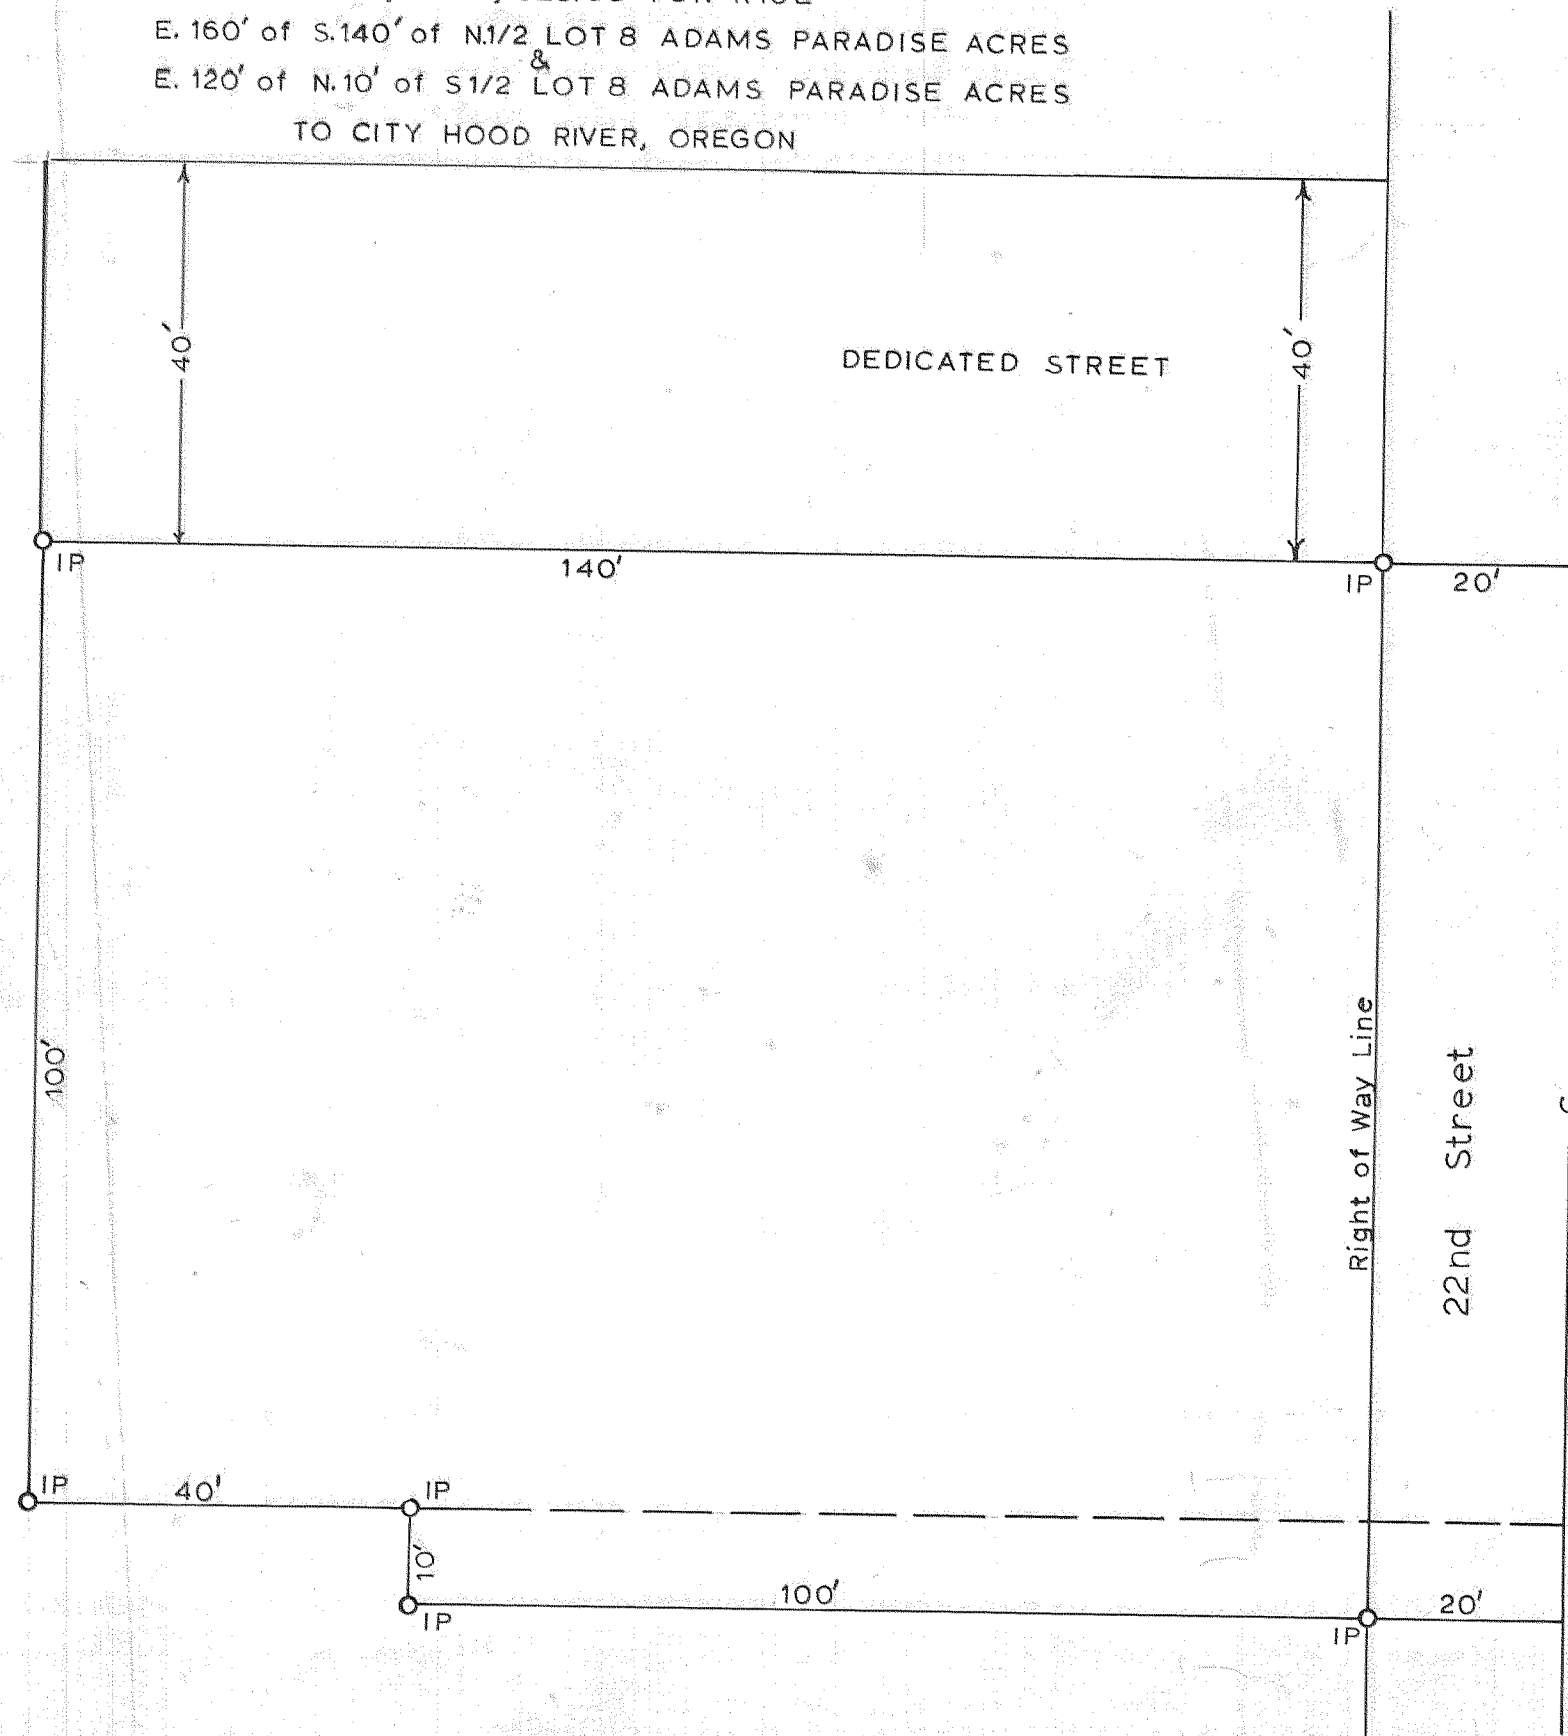 E. 160' of S.140' of N.1/2 LOT 8 ADAMS PARADISE ACRES
&
E. 120' of N. 10' of S 1/2 LOT 8 ADAMS PARADISE ACRES
TO CITY HOOD RIVER, OREGON
40'
DEDICATED STREET
40'
IP
140'
IP
20'
100'
Right of Way Line
22nd Street
IP
40'
IP
10'
IP
100'
IP
20'